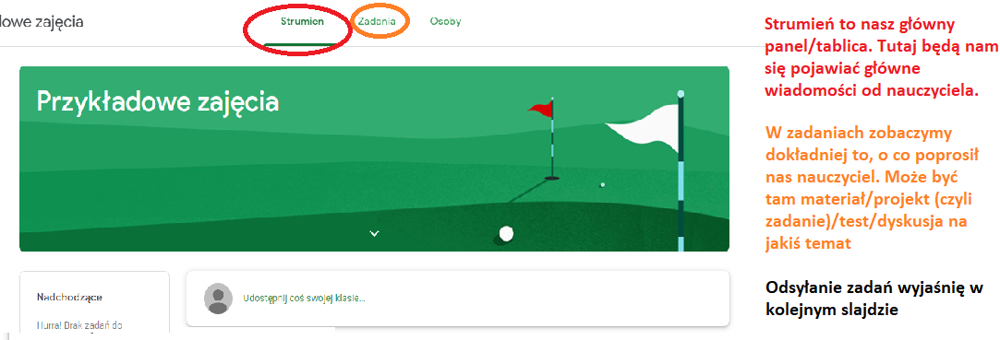 dowe zajęcia
Strumień
Zadania
Osoby
Przykładowe zajęcia
Nadchodzące
Hurra! Brak zadań do
Udostępnij coś swojej klasie...
Strumień to nasz główny
panel/tablica. Tutaj będą nam
się pojawiać główne
wiadomości od nauczyciela.
W zadaniach zobaczymy
dokładniej to, o co poprosił
nas nauczyciel. Może być
tam materiał/projekt (czyli
zadanie)/test/dyskusja na
jakiś temat
Odsyłanie zadań wyjaśnię w
kolejnym slajdzie